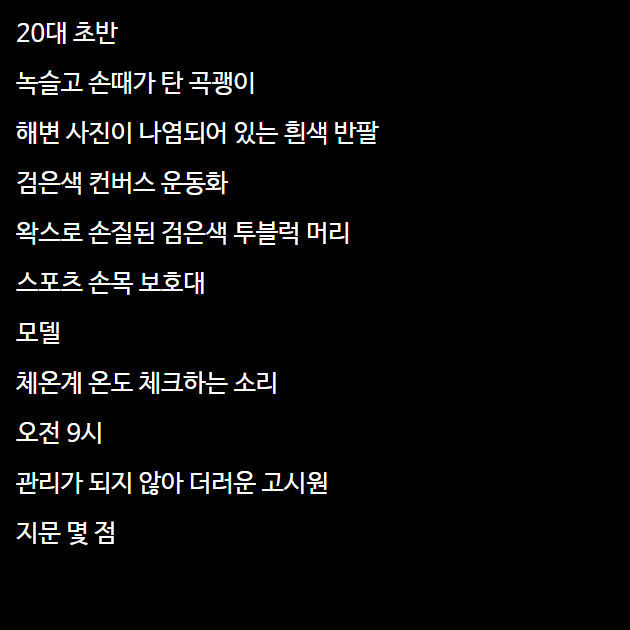 20대 초반
녹슬고 손때가 탄 곡괭이
해변 사진이 나염되어 있는 흰색 반팔
검은색 컨버스 운동화
왁스로 손질된 검은색 투블럭 머리
스포츠 손목 보호대
모델
체온계 온도 체크하는 소리
오전 9시
관리가 되지 않아 더러운 고시원
지문 몇 점